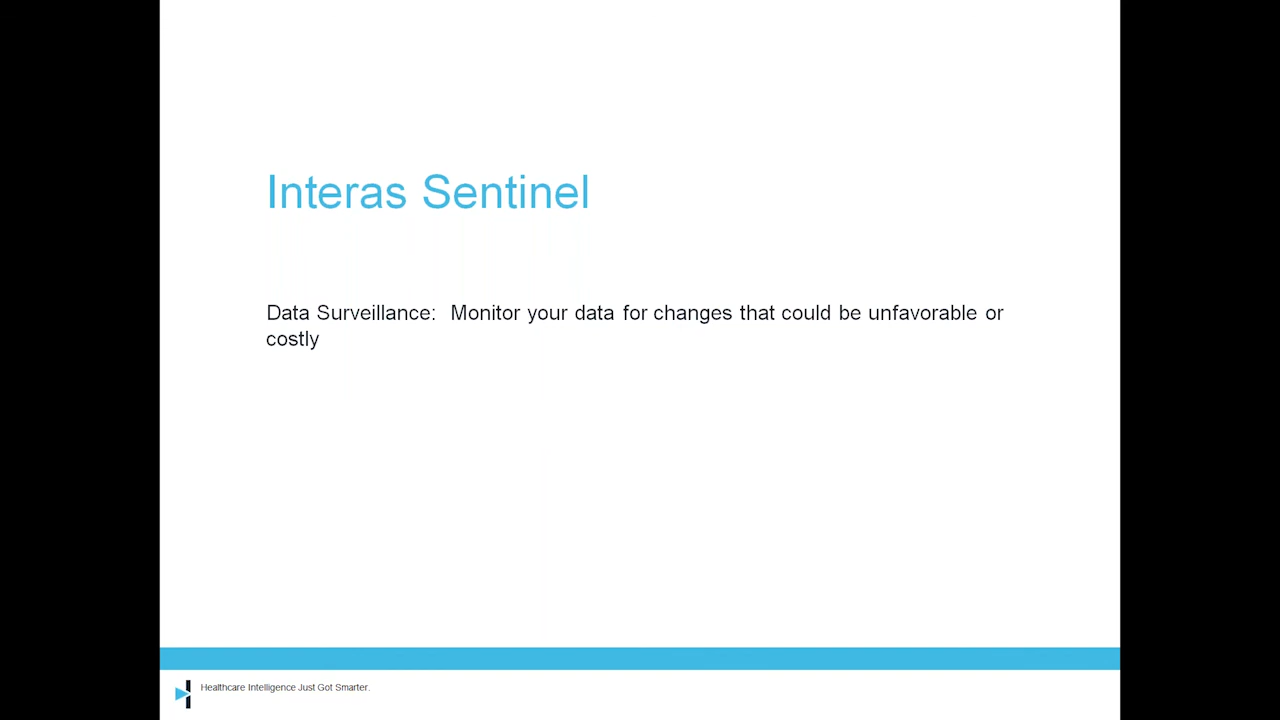 Interas Sentinel
Data Surveillance: Monitor your data for changes that could be unfavorable or
costly
Healthcare Intelligence Just Got Smarter.